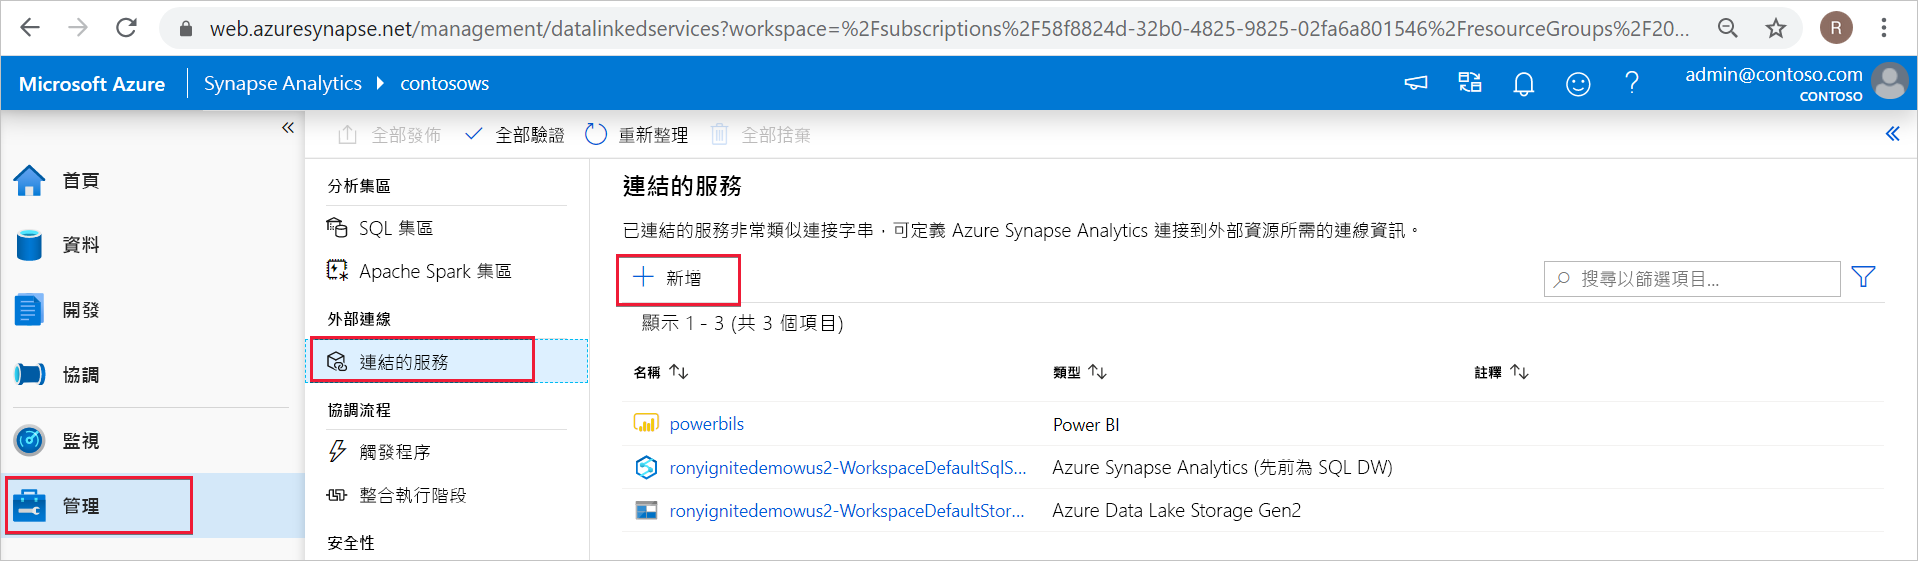 web.azuresynapse.net/management/datalinkedservices?workspace=%2Fsubscriptions%2F58f8824d-32b0-4825-9825-02fa6a801546%2FresourceGroups%2F20...
R
Microsoft Azure
Synapse Analytics
contosows
admin@contoso.com
CONTOSO
全部發佈
全部驗證
重新整理
全部捨棄
首頁
資料
開發
協調
監視
管理
分析集區
SQL 集區
Apache Spark 集區
外部連線
連結的服務
協調流程
觸發程序
整合執行階段
安全性
連結的服務
已連結的服務非常類似連接字串，可定義 Azure Synapse Analytics 連接到外部資源所需的連線資訊。
新增
搜尋以篩選項目...
顯示 1 - 3 (共 3 個項目)
名稱 類型 註釋
powerbils Power BI
ronyignitedemowus2-WorkspaceDefaultSqlS... Azure Synapse Analytics (先前為 SQL DW)
ronyignitedemowus2-WorkspaceDefaultStor... Azure Data Lake Storage Gen2